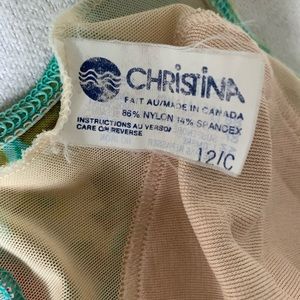 CHRISTINA
FAIT AU/MADE IN CANADA
86% NYLON 14% SPANDEX
INSTRUCTIONS AU VERSO/
CARE ON REVERSE
12/C